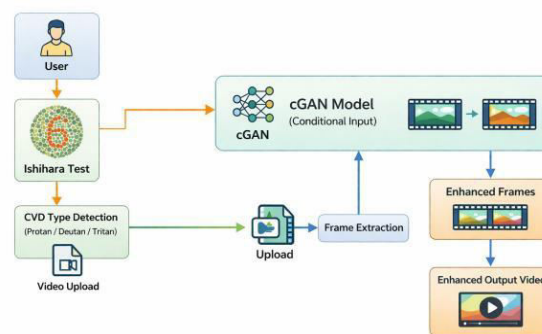 User
6
Ishihara Test
CVD Type Detection
(Protan / Deutan / Tritan)
Video Upload
Upload
Frame Extraction
cGAN
cGAN Model
(Conditional Input)
Enhanced Frames
Enhanced Output Video